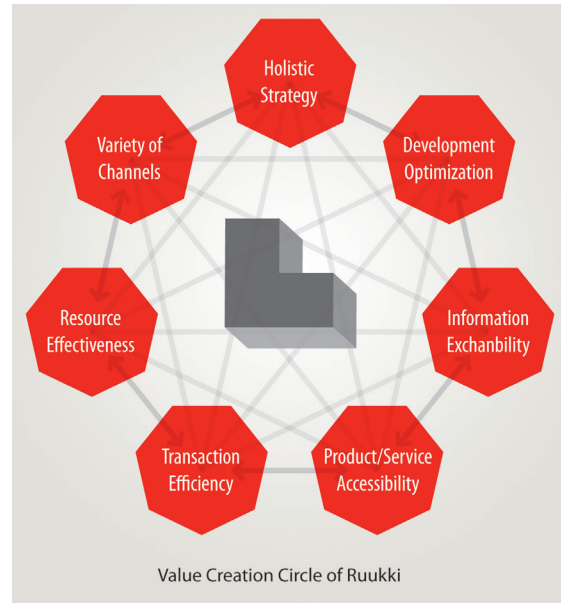 Holistic
Strategy
Variety of
Channels
Development
Optimization
Resource
Effectiveness
Information
Exchanbility
Transaction
Efficiency
Product/Service
Accessibility
Value Creation Circle of Ruukki